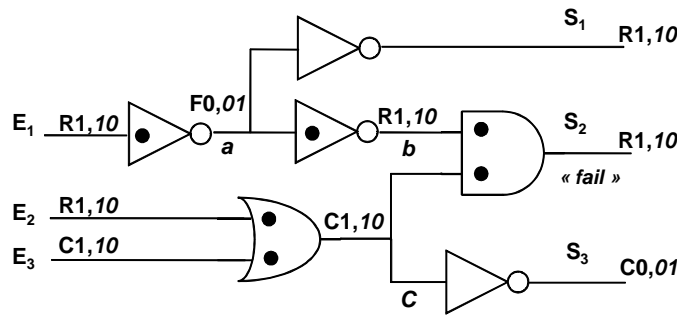 S1
R1,10
F0,01
E1
R1,10
a
R1,10
b
S2
R1,10
« fail »
E2
R1,10
E3
C1,10
C1,10
C
S3
C0,01